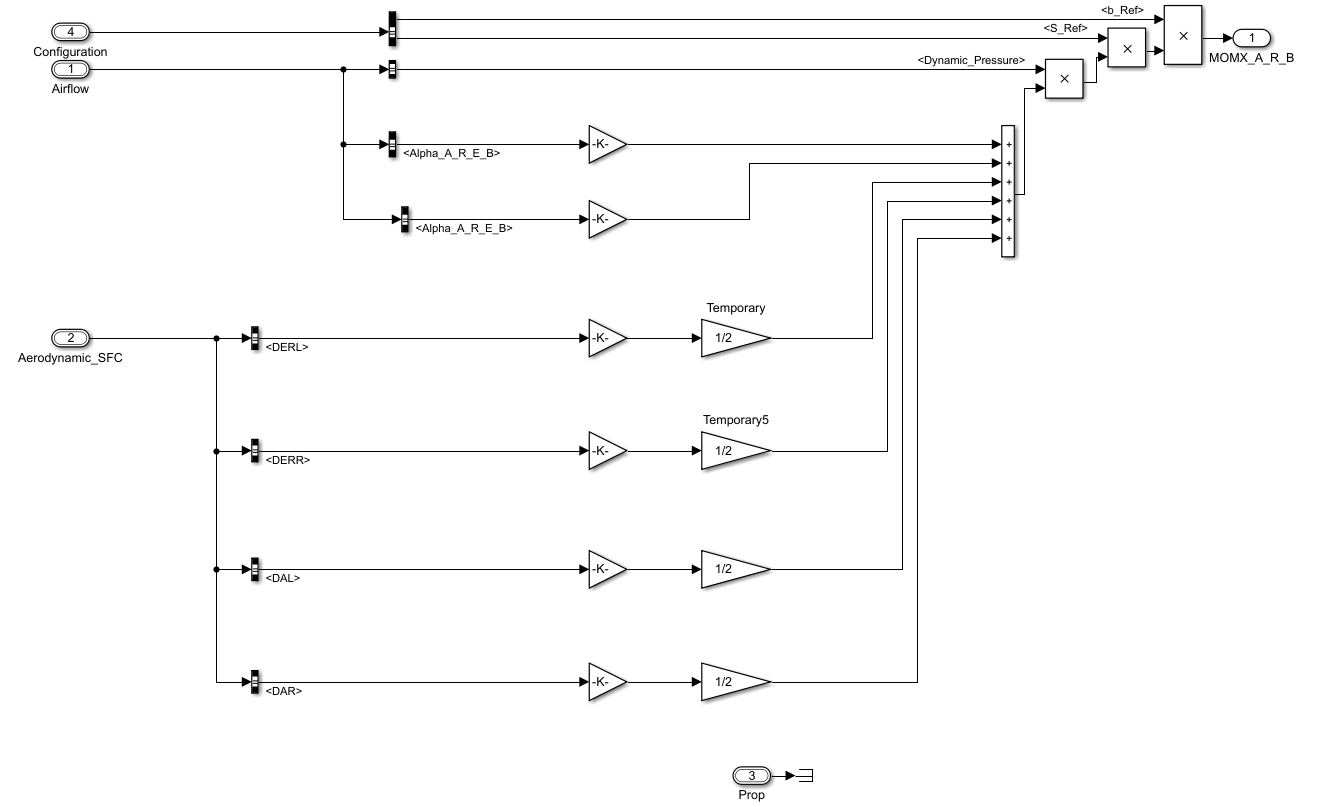 <b_Ref>
4
Configuration
<S_Ref>
×
×
1
MOMX_A_R_B
1
Airflow
<Dynamic_Pressure>
×
-K-
<Alpha_A_R_E_B>
+
+
+
+
+
+
-K-
<Alpha_A_R_E_B>
Temporary
2
Aerodynamic_SFC
<DERL>
-K-
1/2
Temporary5
<DERR>
-K-
1/2
<DAL>
-K-
1/2
<DAR>
-K-
1/2
3
Prop